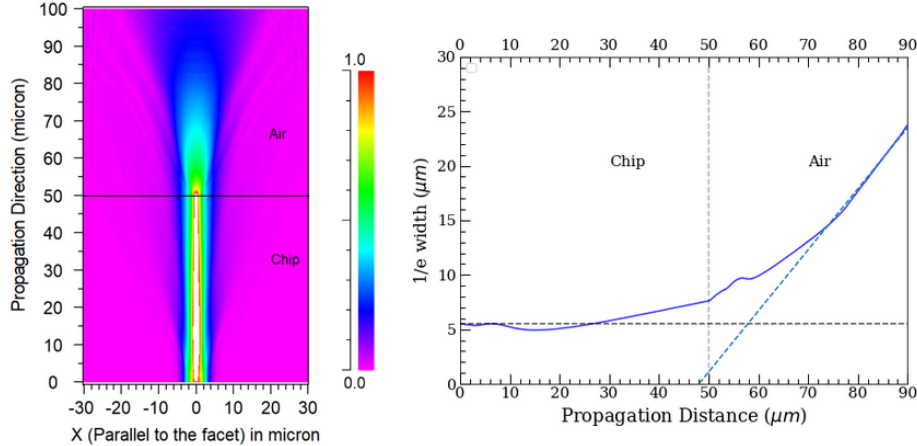 100
90
80
70
60
50
40
30
20
10
0
Propagation Direction (micron)
Air
Chip
-30 -20 -10 0 10 20 30
X (Parallel to the facet) in micron
1.0
0.0
0 10 20 30 40 50 60 70 80 90
30
25
20
15
10
5
0
1/e width (μm)
Chip
Air
0 10 20 30 40 50 60 70 80 90
Propagation Distance (μm)